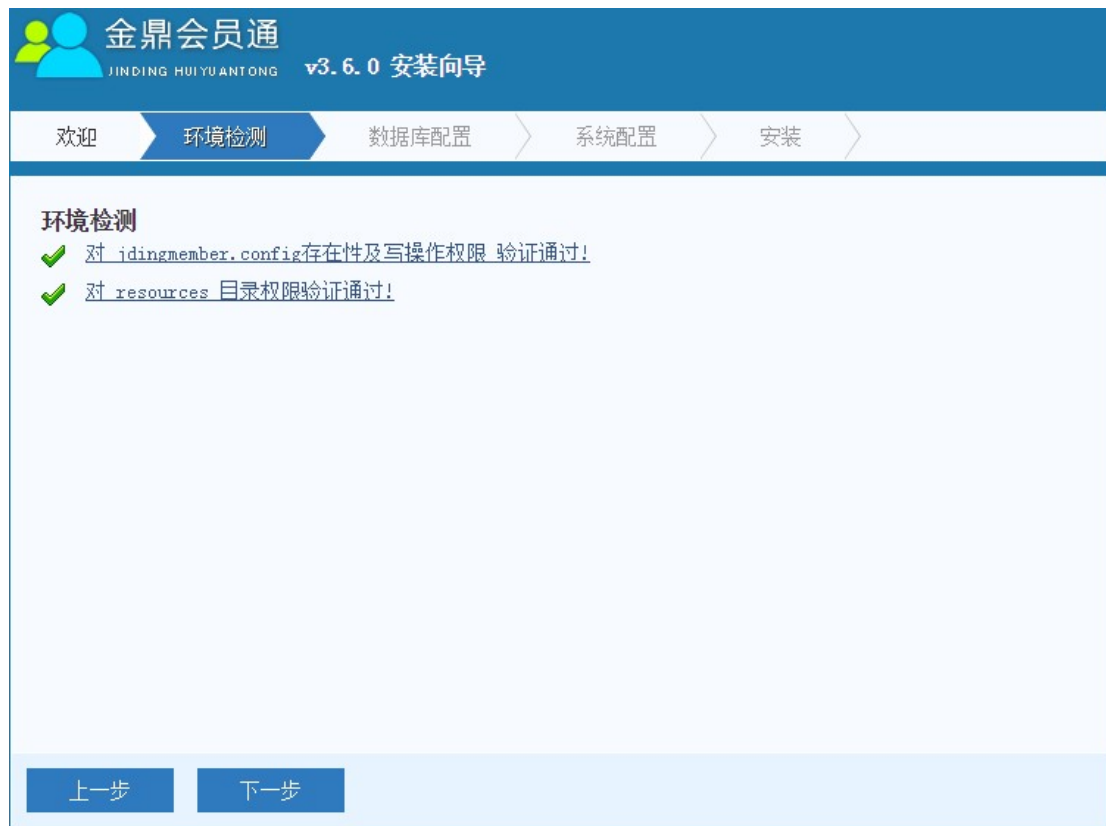 金鼎会员通
JINDING HUIYUANTONG
v3.6.0 安装向导
欢迎
环境检测
数据库配置
系统配置
安装
环境检测
对 jdingmember.config存在性及写操作权限 验证通过!
对 resources 目录权限验证通过!
上一步
下一步